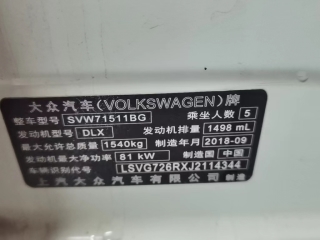 大众汽车(VOLKSWAGEN)牌
整车型号 SVW71511BG 乘坐人数 5
发动机型号 DLX 发动机排量 1498 mL
最大允许总质量 1540kg 制造年月 2018-09
发动机最大净功率 81 kW 制造国 中国
车辆识别代号 LSVG726RXJ2114344
上汽大众汽车有限公司 制造